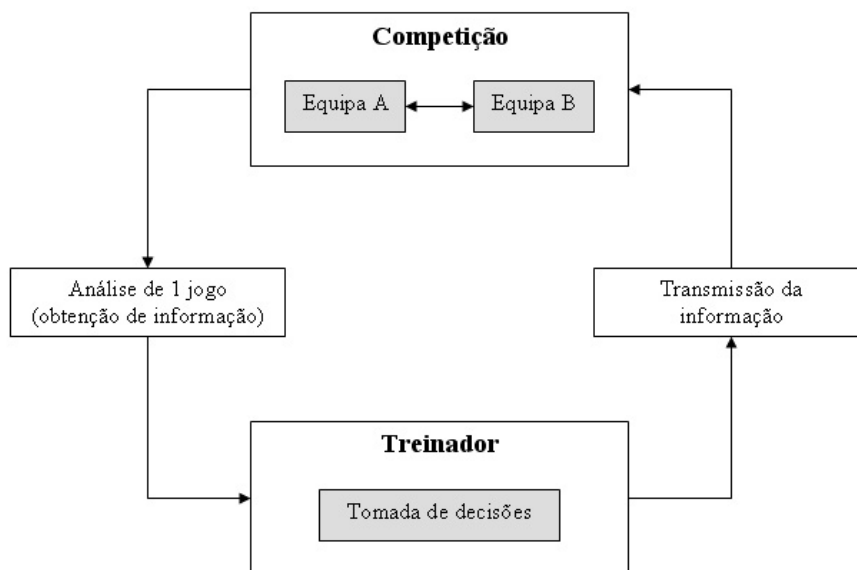 Competição
Equipa A
Equipa B
Análise de 1 jogo
(obtenção de informação)
Transmissão da
informação
Treinador
Tomada de decisões